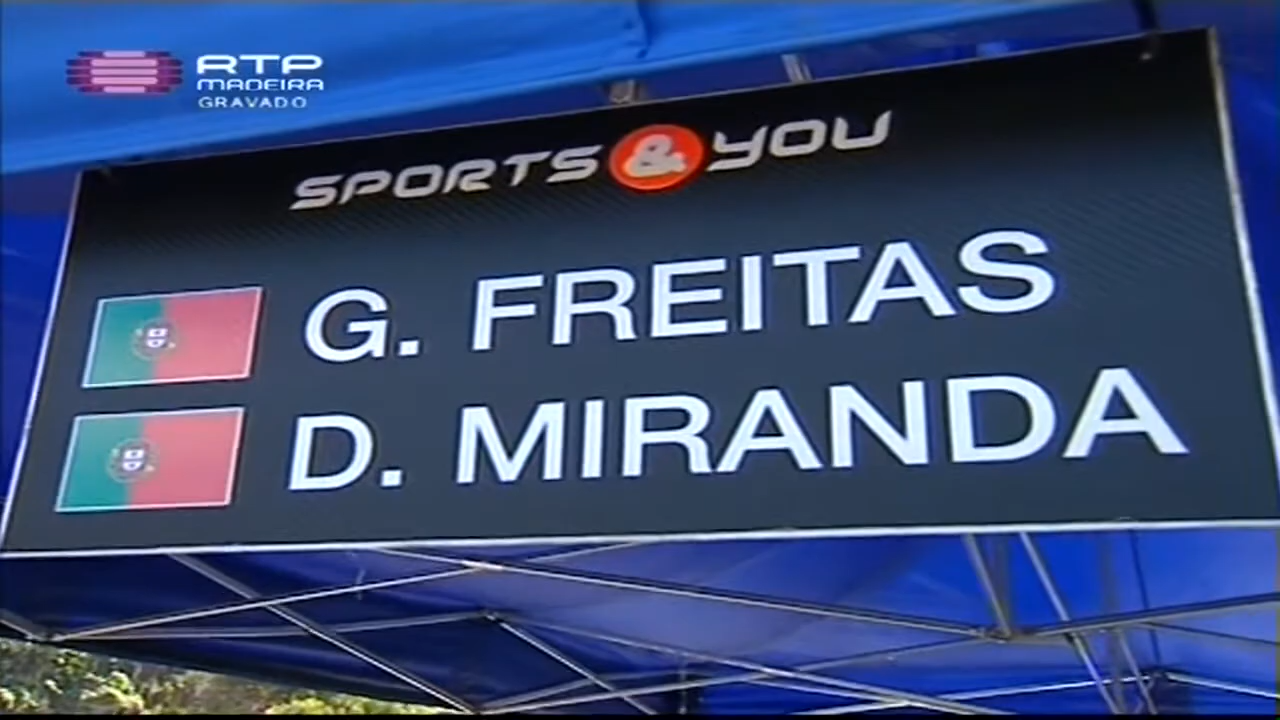 RTP
MADEIRA
GRAVADO
SPORTS&YOU
G. FREITAS
D. MIRANDA